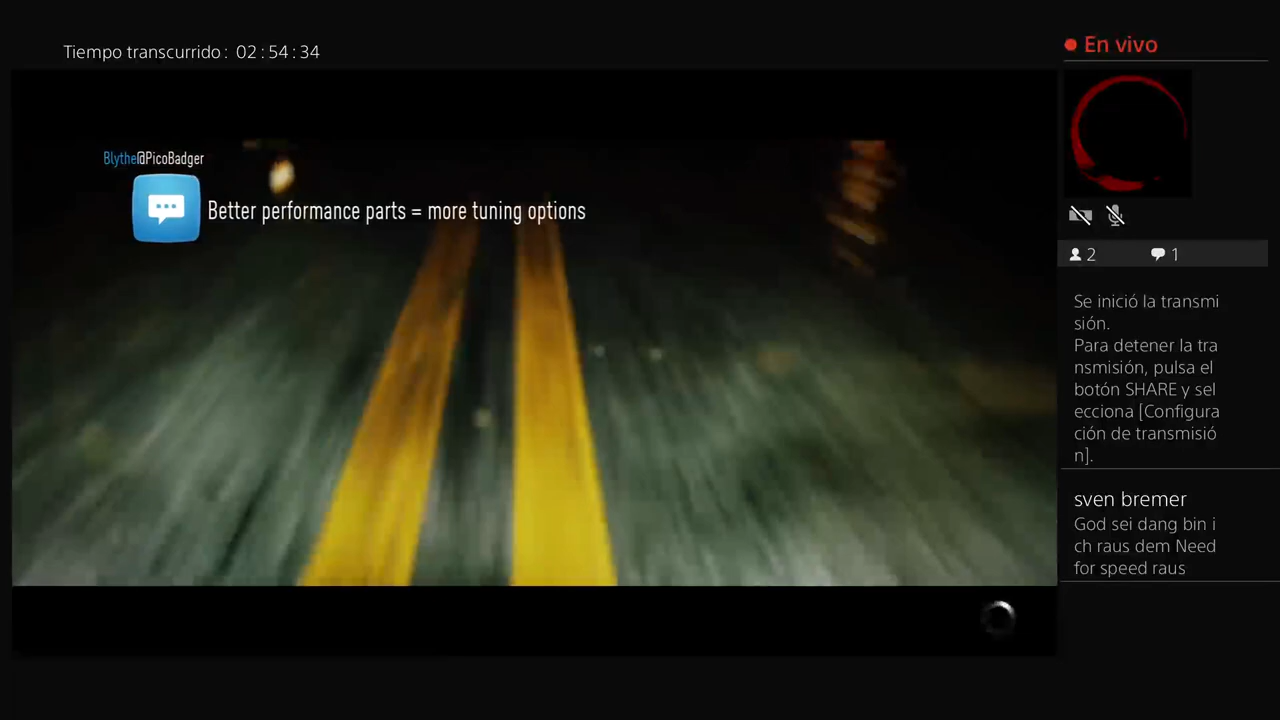 Tiempo transcurrido: 02:54:34
En vivo
Blythe@PicoBadger
Better performance parts = more tuning options
2
1
Se inició la transmi
sión.
Para detener la tra
nsmisión, pulsa el
botón SHARE y sel
ecciona [Configura
ción de transmisió
n].
sven bremer
God sei dang bin i
ch raus dem Need
for speed raus